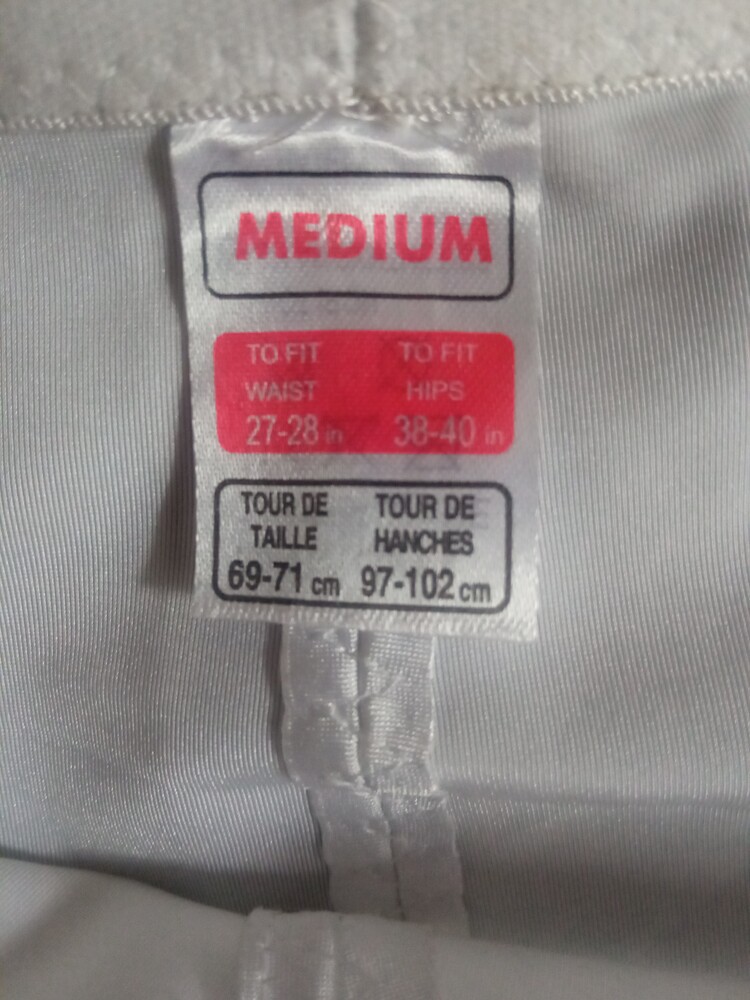 MEDIUM
TO FIT TO FIT
WAIST HIPS
27-28 in 38-40 in
TOUR DE TOUR DE
TAILLE HANCHES
69-71 cm 97-102 cm